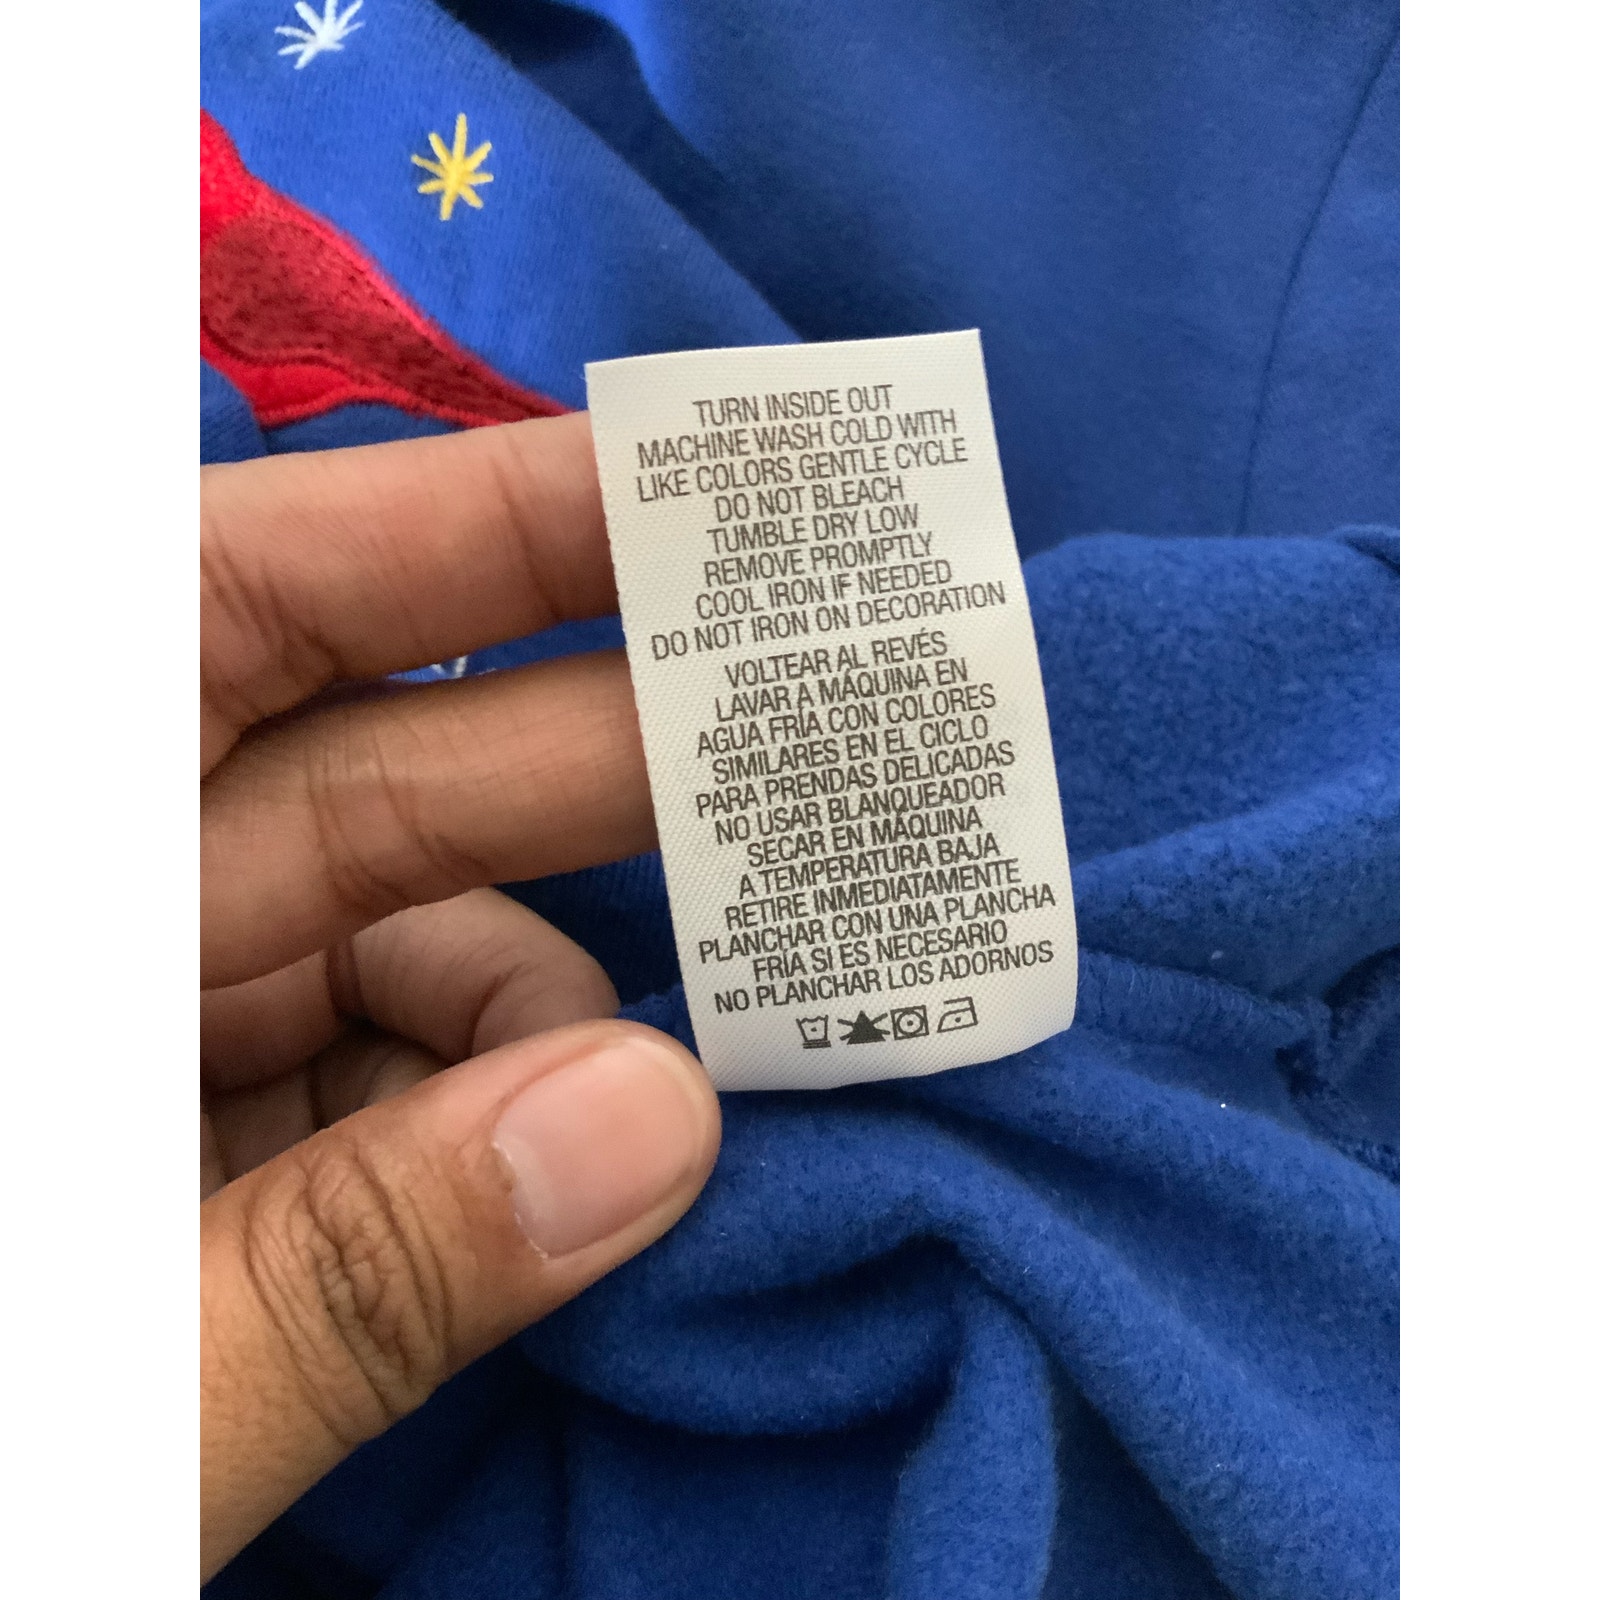 TURN INSIDE OUT
MACHINE WASH COLD WITH
LIKE COLORS GENTLE CYCLE
DO NOT BLEACH
TUMBLE DRY LOW
REMOVE PROMPTLY
COOL IRON IF NEEDED
DO NOT IRON ON DECORATION
VOLTEAR AL REVÉS
LAVAR A MÁQUINA EN
AGUA FRÍA CON COLORES
SIMILARES EN EL CICLO
PARA PRENDAS DELICADAS
NO USAR BLANQUEADOR
SECAR EN MÁQUINA
A TEMPERATURA BAJA
RETIRE INMEDIATAMENTE
PLANCHAR CON UNA PLANCHA
FRÍA SI ES NECESARIO
NO PLANCHAR LOS ADORNOS